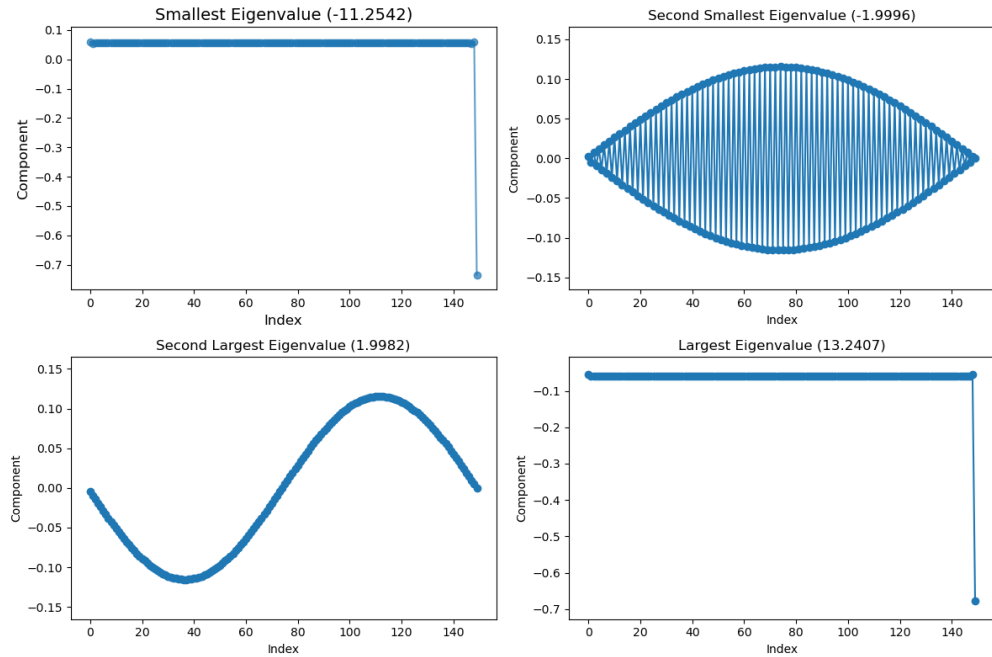 Smallest Eigenvalue (-11.2542)
0.1
0.0
−0.1
−0.2
−0.3
−0.4
−0.5
−0.6
−0.7
Component
0 20 40 60 80 100 120 140
Index
Second Smallest Eigenvalue (-1.9996)
0.15
0.10
0.05
0.00
−0.05
−0.10
−0.15
Component
0 20 40 60 80 100 120 140
Index
Second Largest Eigenvalue (1.9982)
0.15
0.10
0.05
0.00
−0.05
−0.10
−0.15
Component
0 20 40 60 80 100 120 140
Index
Largest Eigenvalue (13.2407)
−0.1
−0.2
−0.3
−0.4
−0.5
−0.6
−0.7
Component
0 20 40 60 80 100 120 140
Index